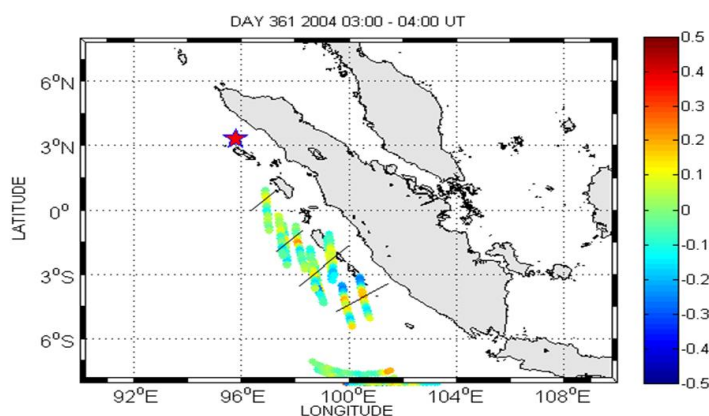 DAY 361 2004 03:00 - 04:00 UT
6°N
3°N
0°
3°S
6°S
LATITUDE
92°E
96°E
100°E
104°E
108°E
LONGITUDE
0.5
0.4
0.3
0.2
0.1
0
-0.1
-0.2
-0.3
-0.4
-0.5